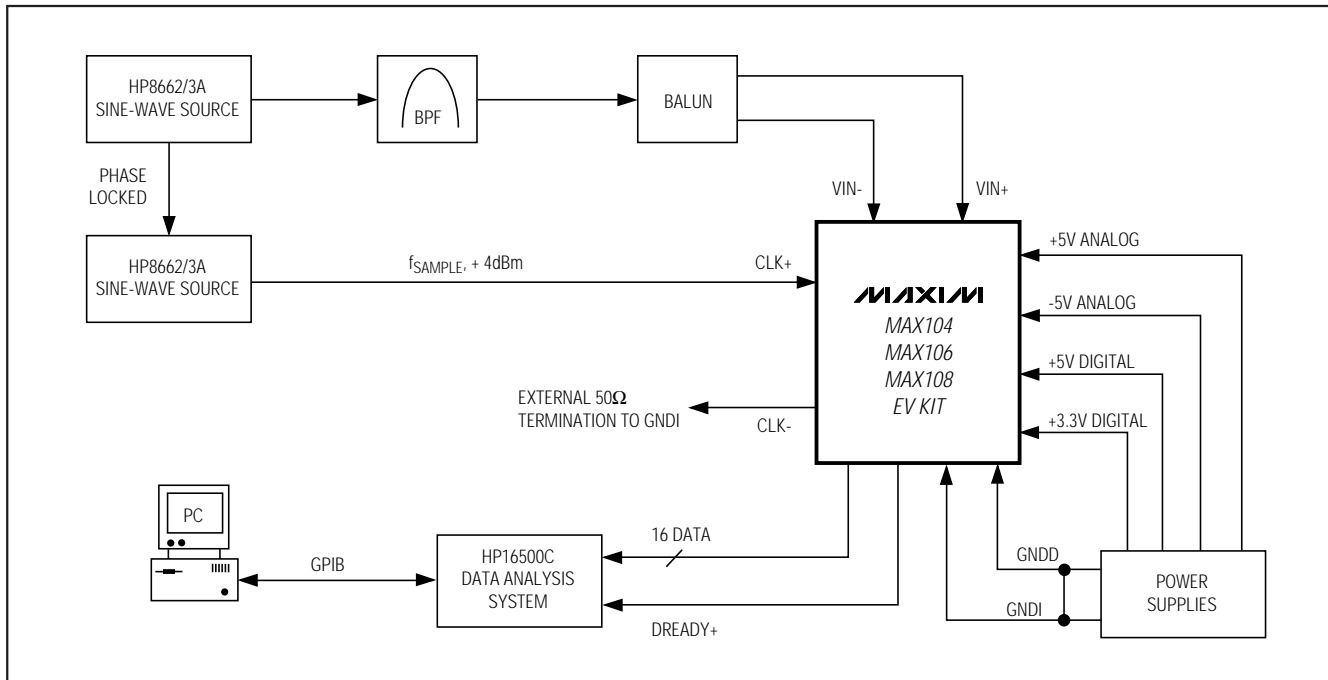 HP8662/3A
SINE-WAVE SOURCE
BPF
BALUN
PHASE
LOCKED
VIN-
VIN+
HP8662/3A
SINE-WAVE SOURCE
fSAMPLE, + 4dBm
CLK+
MAXIM
MAX104
MAX106
MAX108
EV KIT
+5V ANALOG
-5V ANALOG
+5V DIGITAL
+3.3V DIGITAL
EXTERNAL 50Ω
TERMINATION TO GNDI
CLK-
PC
GPIB
HP16500C
DATA ANALYSIS
SYSTEM
16 DATA
DREADY+
GNDD
GNDI
POWER
SUPPLIES